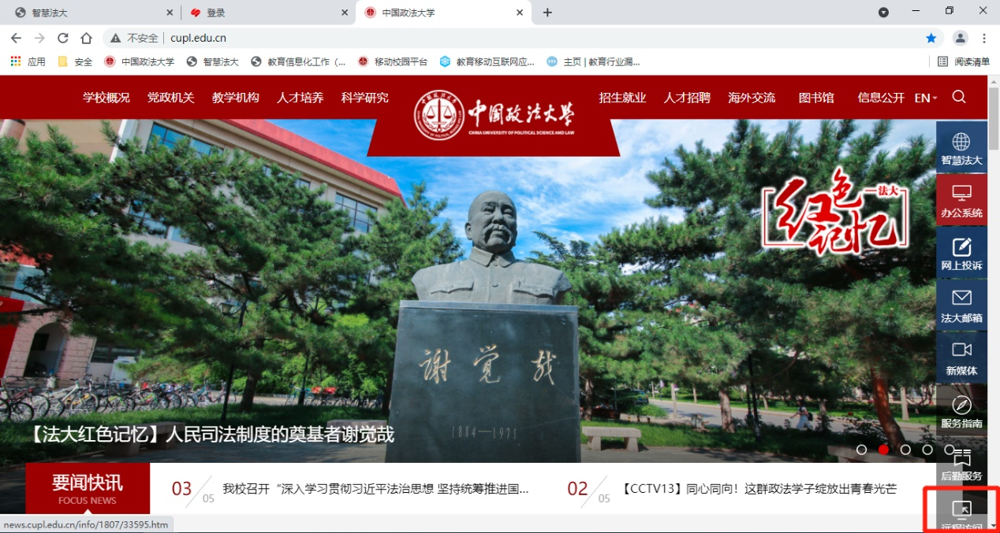 智慧法大
登录
中国政法大学
不安全 cupl.edu.cn
应用 安全 中国政法大学 智慧法大 教育信息化工作（... 移动校园平台 教育移动互联网应... 主页 | 教育行业漏... 阅读清单
学校概况 党政机关 教学机构 人才培养 科学研究
中国政法大学
CHINA UNIVERSITY OF POLITICAL SCIENCE AND LAW
招生就业 人才招聘 海外交流 图书馆 信息公开 EN
智慧法大
办公系统
网上投诉
法大邮箱
新媒体
服务指南
后勤服务
远程访问
法大
红色
记忆
谢觉哉
1884—1971
【法大红色记忆】人民司法制度的奠基者谢觉哉
要闻快讯
FOCUS NEWS
03/05 我校召开“深入学习贯彻习近平法治思想 坚持统筹推进国...
02/05 【CCTV13】同心同向！这群政法学子绽放出青春光芒
news.cupl.edu.cn/info/1807/33595.htm